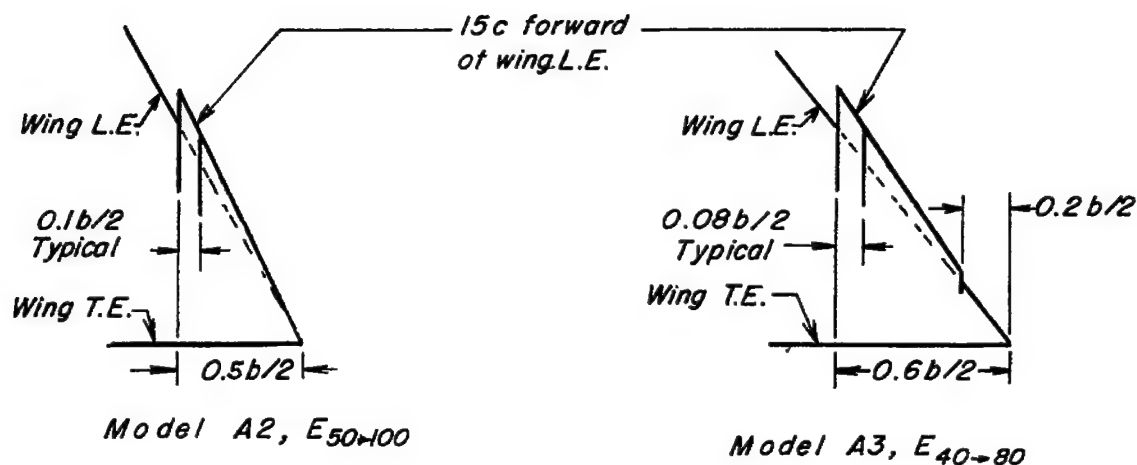 15c forward
of wing L.E.
Wing L.E.
0.1b/2
Typical
Wing T.E.
0.5b/2
Model A2, E50→100
Wing L.E.
0.08b/2
Typical
0.2b/2
Wing T.E.
0.6b/2
Model A3, E40→80